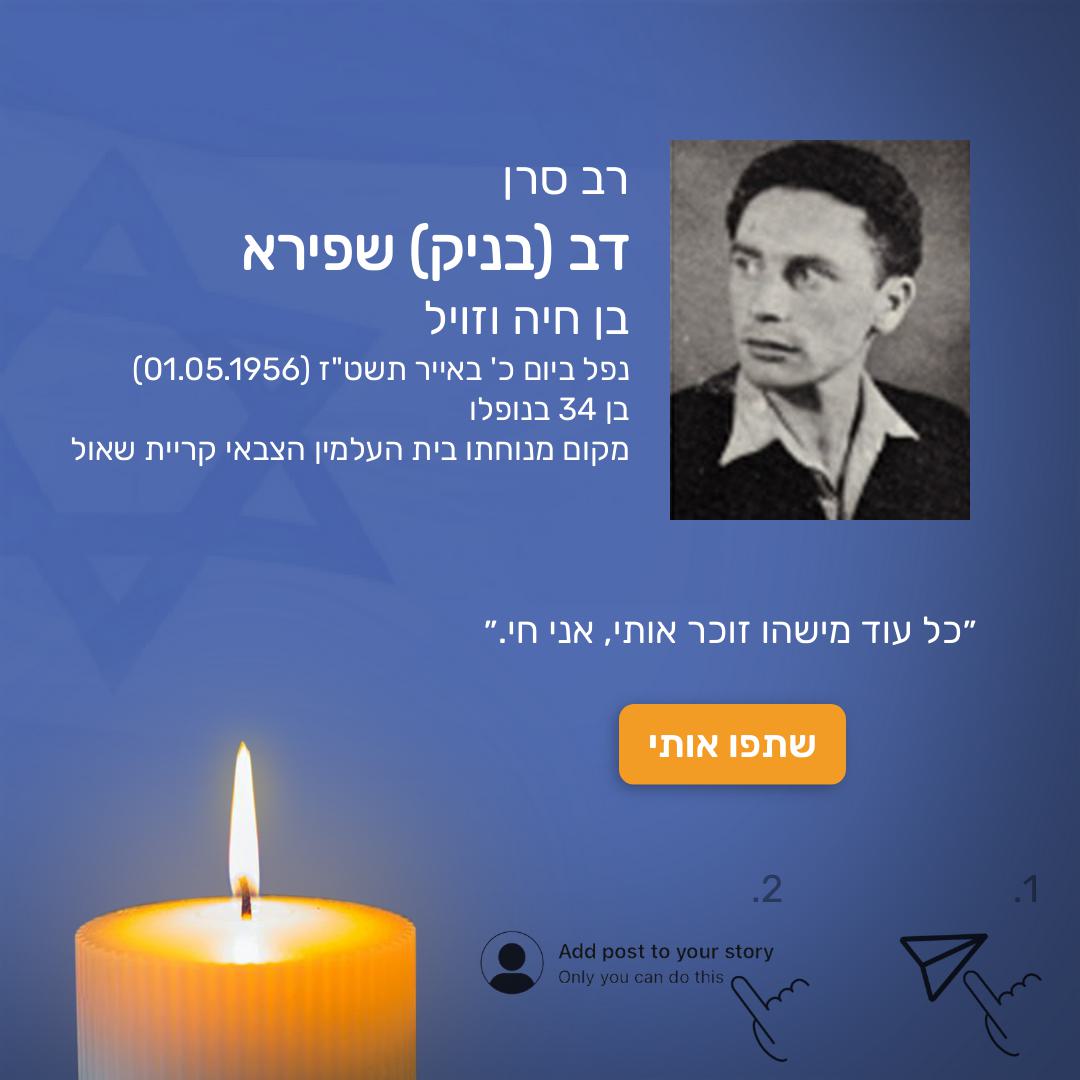 רב סרן
דב (בניק) שפירא
בן חיה וזויל
נפל ביום כ' באייר תשט"ז (01.05.1956)
בן 34 בנופלו
מקום מנוחתו בית העלמין הצבאי קריית שאול
״כל עוד מישהו זוכר אותי, אני חי.״
שתפו אותי
.1
.2
Add post to your story
Only you can do this